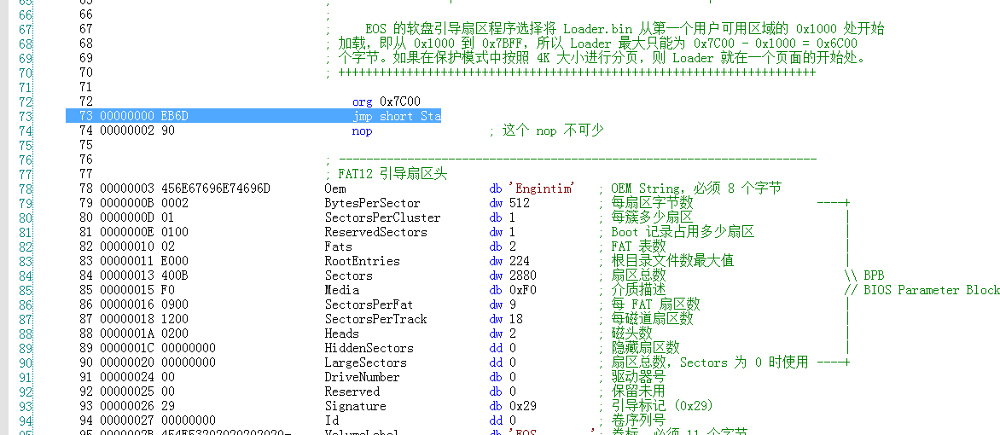 65 65 ;
66 66 ;
67 67 ; EOS 的软盘引导扇区程序选择将 Loader.bin 从第一个用户可用区域的 0x1000 处开始
68 68 ; 加载，即从 0x1000 到 0x7BFF，所以 Loader 最大只能为 0x7C00 - 0x1000 = 0x6C00
69 69 ; 个字节。如果在保护模式中按照 4K 大小进行分页，则 Loader 就在一个页面的开始处。
70 70 ; ++++++++++++++++++++++++++++++++++++++++++++++++++++++++++++++++++++++
71 71
72 72 org 0x7C00
73 73 00000000 EB6D jmp short Sta
74 74 00000002 90 nop ; 这个 nop 不可少
75 75
76 76 ; ----------------------------------------------------------------------
77 77 ; FAT12 引导扇区头
78 78 00000003 456E67696E74696D Oem db 'Engintim' ; OEM String，必须 8 个字节
79 79 0000000B 0002 BytesPerSector dw 512 ; 每扇区字节数 ----+
80 80 0000000D 01 SectorsPerCluster db 1 ; 每簇多少扇区 |
81 81 0000000E 0100 ReservedSectors dw 1 ; Boot 记录占用多少扇区 |
82 82 00000010 02 Fats db 2 ; FAT 表数 |
83 83 00000011 E000 RootEntries dw 224 ; 根目录文件数最大值 |
84 84 00000013 400B Sectors dw 2880 ; 扇区总数 \\ BPB
85 85 00000015 F0 Media db 0xF0 ; 介质描述 // BIOS Parameter Block
86 86 00000016 0900 SectorsPerFat dw 9 ; 每 FAT 扇区数 |
87 87 00000018 1200 SectorsPerTrack dw 18 ; 每磁道扇区数 |
88 88 0000001A 0200 Heads dw 2 ; 磁头数 |
89 89 0000001C 00000000 HiddenSectors dd 0 ; 隐藏扇区数 |
90 90 00000020 00000000 LargeSectors dd 0 ; 扇区总数，Sectors 为 0 时使用 ----+
91 91 00000024 00 DriveNumber db 0 ; 驱动器号
92 92 00000025 00 Reserved db 0 ; 保留未用
93 93 00000026 29 Signature db 0x29 ; 引导标记 (0x29)
94 94 00000027 00000000 Id dd 0 ; 卷序列号
95 95 0000002B 454F532020202020- VolumeLabel db 'EOS ' ; 卷标，必须 11 个字节